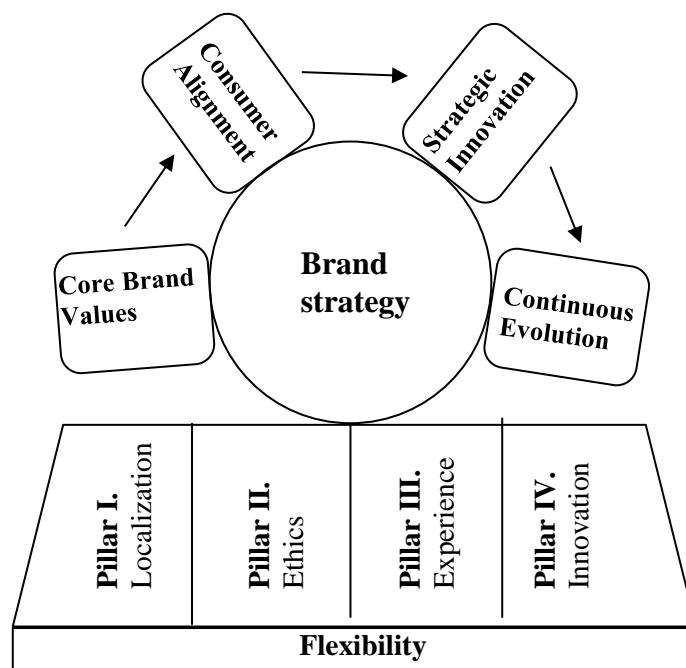 Consumer
Alignment
Strategic
Innovation
Core Brand
Values
Brand
strategy
Continuous
Evolution
Pillar I.
Localization
Pillar II.
Ethics
Pillar III.
Experience
Pillar IV.
Innovation
Flexibility